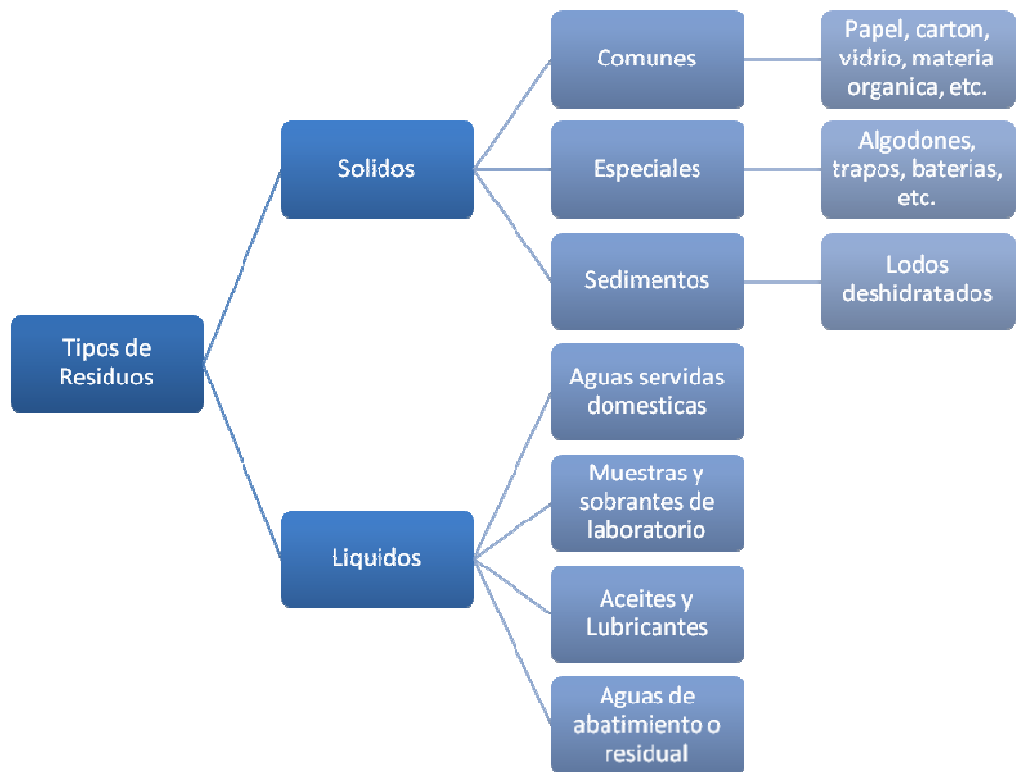 Tipos de
Residuos
Solidos
Comunes
Papel, carton,
vidrio, materia
organica, etc.
Especiales
Algodones,
trapos, baterias,
etc.
Sedimentos
Lodos
deshidratados
Liquidos
Aguas servidas
domesticas
Muestras y
sobrantes de
laboratorio
Aceites y
Lubricantes
Aguas de
abatimiento o
residual